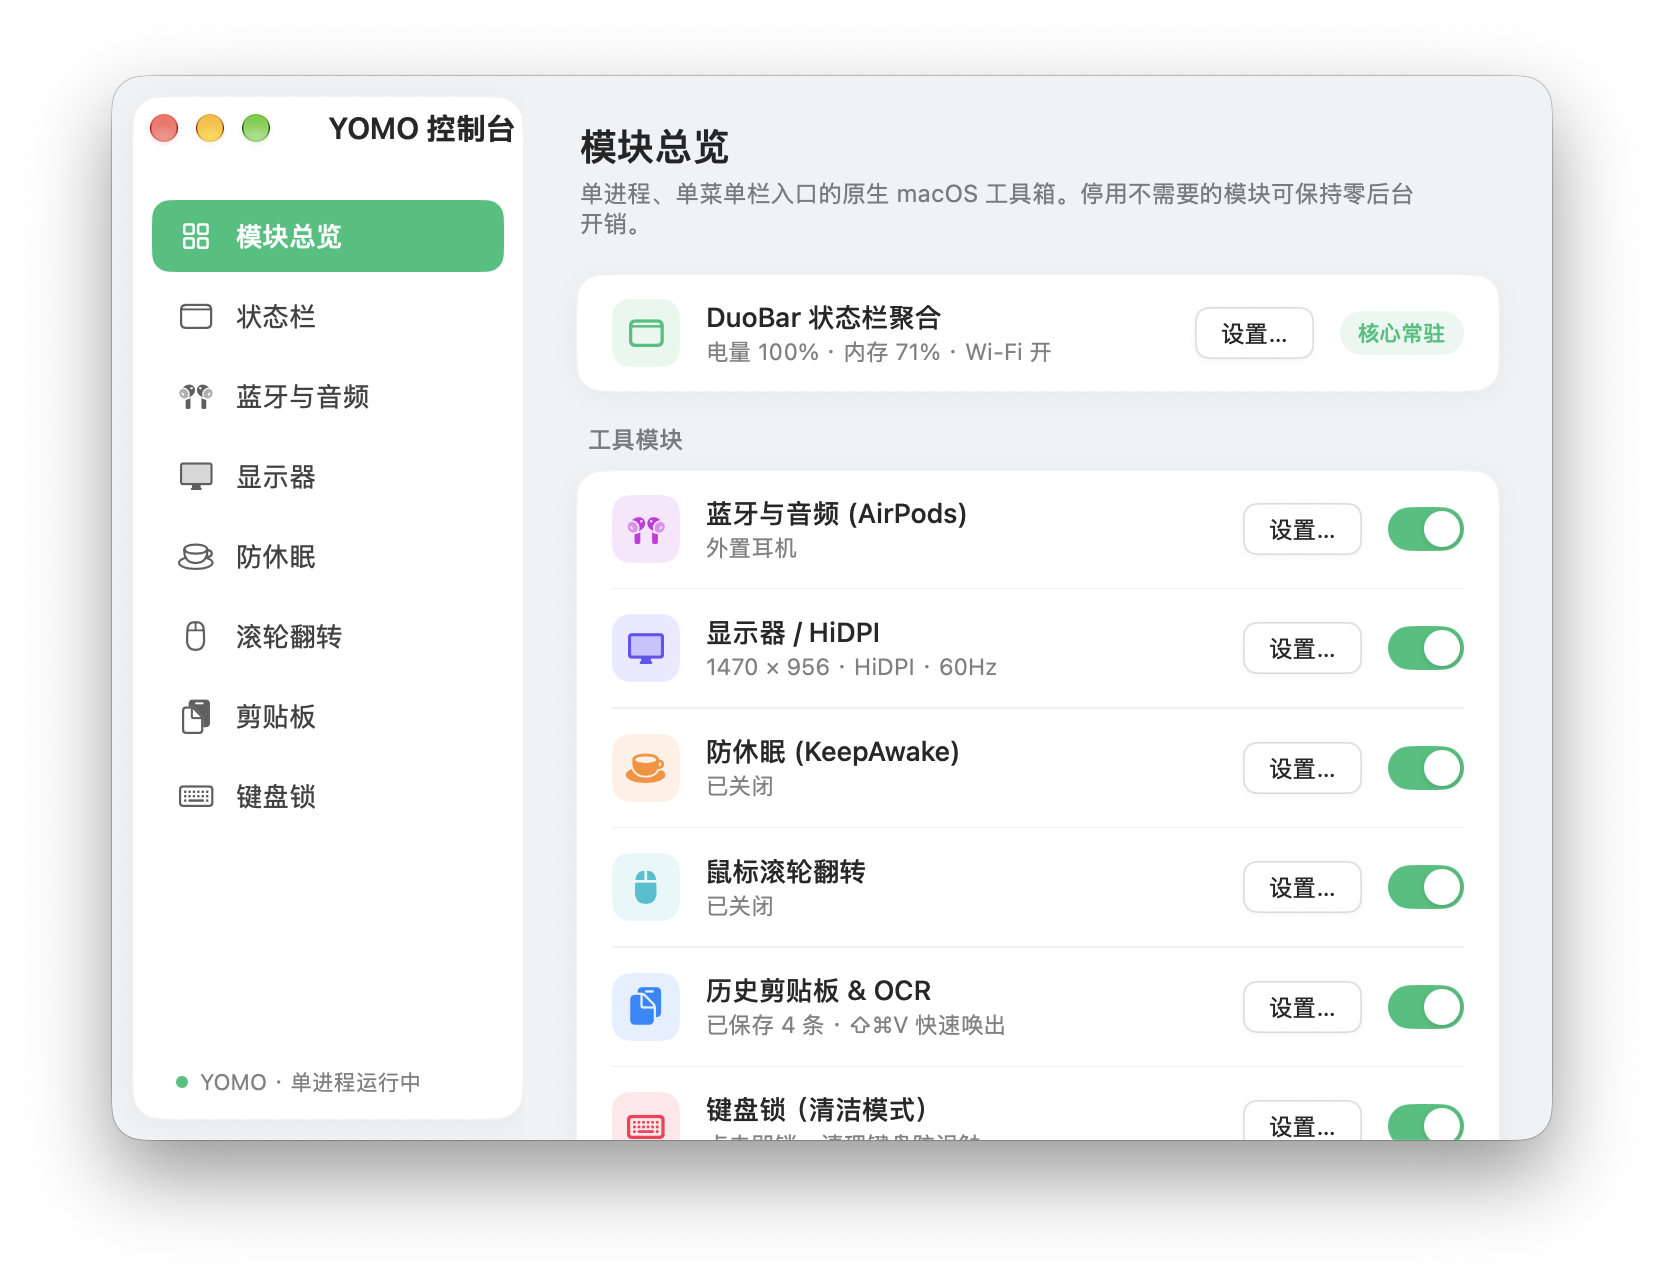 YOMO 控制台
模块总览
状态栏
蓝牙与音频
显示器
防休眠
滚轮翻转
剪贴板
键盘锁
YOMO · 单进程运行中
模块总览
单进程、单菜单栏入口的原生 macOS 工具箱。停用不需要的模块可保持零后台
开销。
DuoBar 状态栏聚合
电量 100% · 内存 71% · Wi-Fi 开
设置...
核心常驻
工具模块
蓝牙与音频 (AirPods)
外置耳机
设置...
显示器 / HiDPI
1470 × 956 · HiDPI · 60Hz
设置...
防休眠 (KeepAwake)
已关闭
设置...
鼠标滚轮翻转
已关闭
设置...
历史剪贴板 & OCR
已保存 4 条 · ⇧⌘V 快速唤出
设置...
键盘锁（清洁模式）
设置...